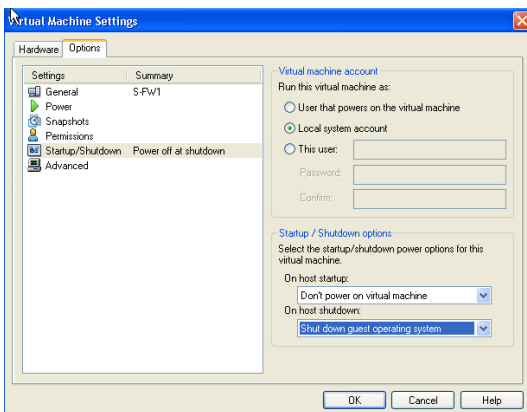 Virtual Machine Settings
Hardware Options
Settings Summary
General S-FW1
Power
Snapshots
Permissions
Startup/Shutdown Power off at shutdown
Advanced
Virtual machine account
Run this virtual machine as:
User that powers on the virtual machine
Local system account
This user:
Password:
Confirm:
Startup / Shutdown options
Select the startup/shutdown power options for this
virtual machine.
On host startup:
Don't power on virtual machine
On host shutdown:
Shut down guest operating system
OK Cancel Help